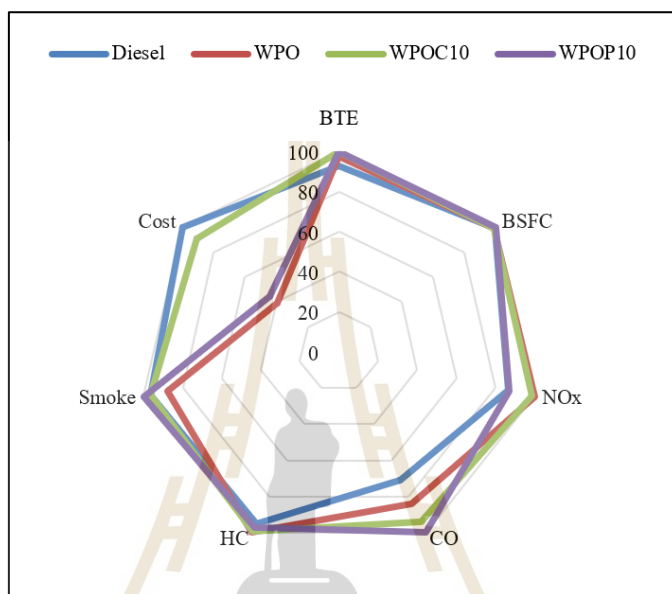 Diesel WPO WPOC10 WPOP10
BTE
100
80
60
40
20
0
BSFC
NOx
CO
HC
Smoke
Cost